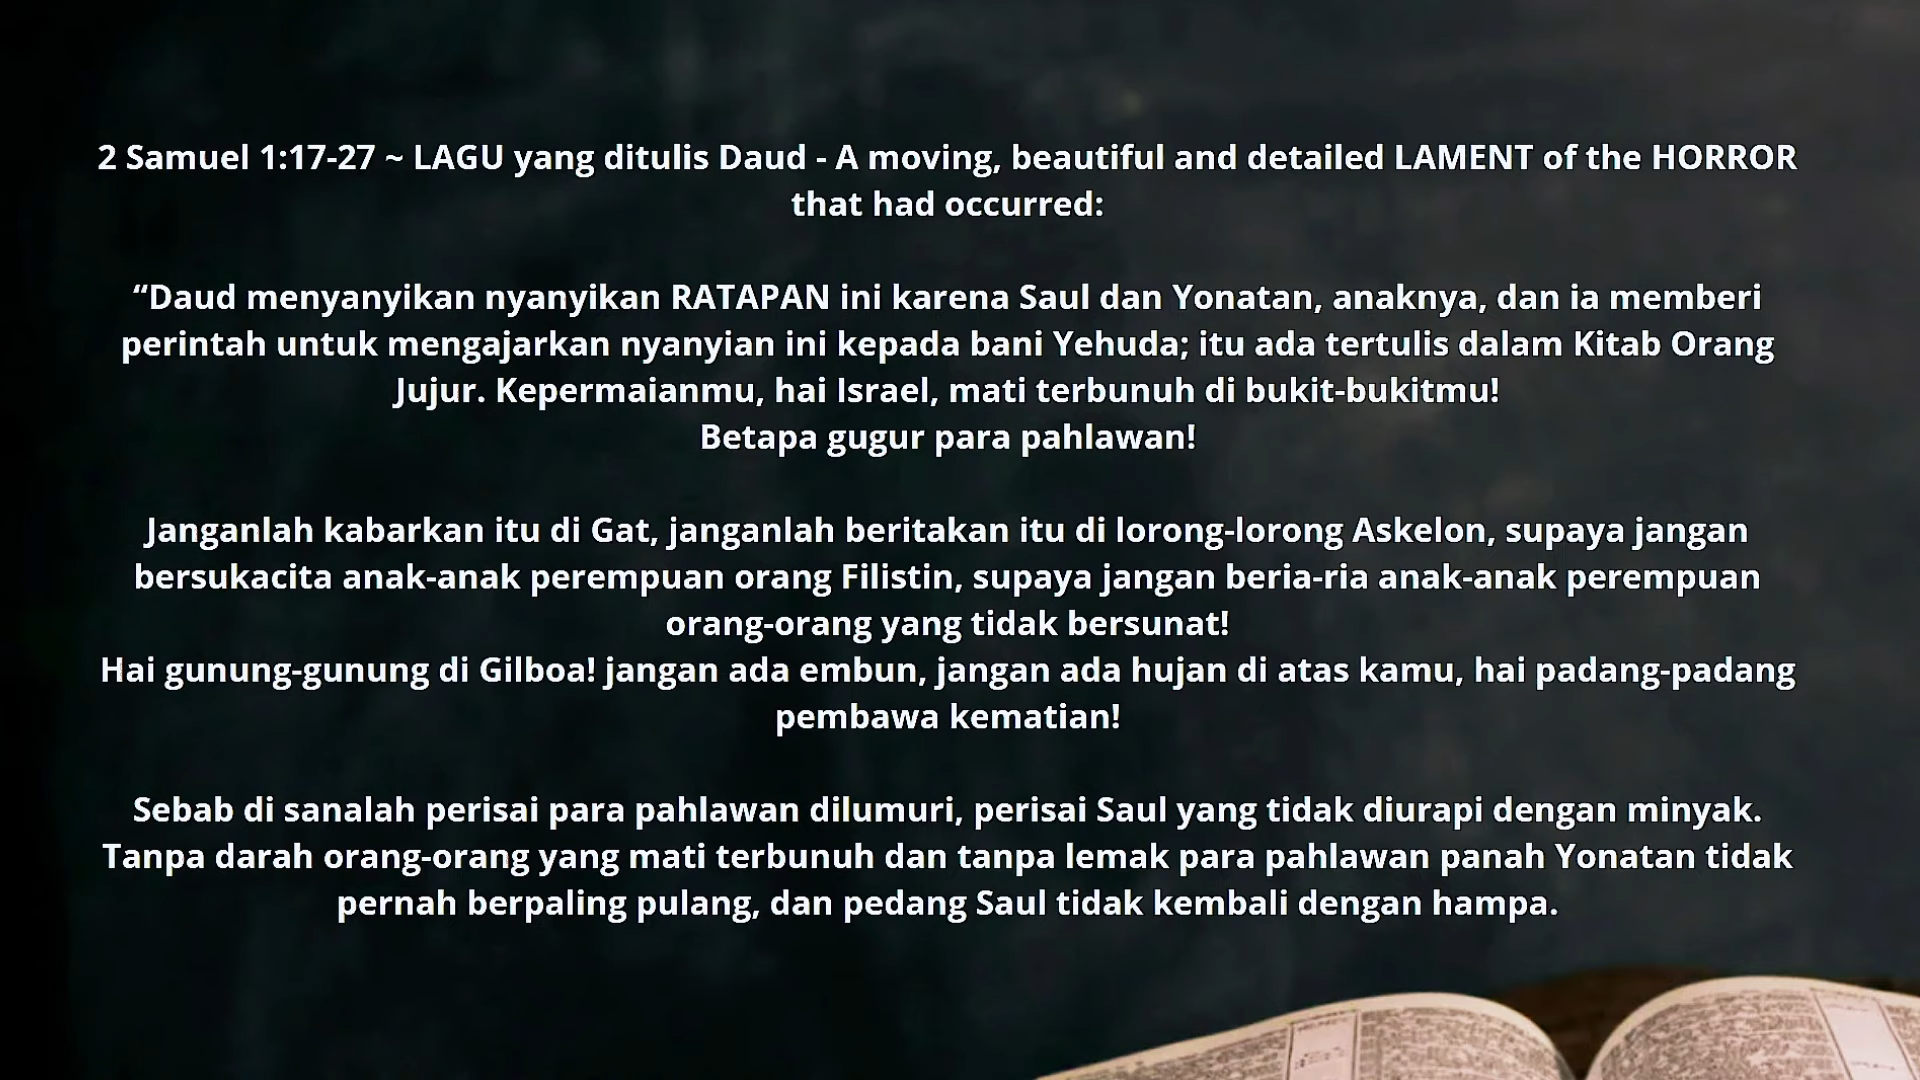 2 Samuel 1:17-27 ~ LAGU yang ditulis Daud - A moving, beautiful and detailed LAMENT of the HORROR
that had occurred:
“Daud menyanyikan nyanyikan RATAPAN ini karena Saul dan Yonatan, anaknya, dan ia memberi
perintah untuk mengajarkan nyanyian ini kepada bani Yehuda; itu ada tertulis dalam Kitab Orang
Jujur. Kepermaianmu, hai Israel, mati terbunuh di bukit-bukitmu!
Betapa gugur para pahlawan!
Janganlah kabarkan itu di Gat, janganlah beritakan itu di lorong-lorong Askelon, supaya jangan
bersukacita anak-anak perempuan orang Filistin, supaya jangan beria-ria anak-anak perempuan
orang-orang yang tidak bersunat!
Hai gunung-gunung di Gilboa! jangan ada embun, jangan ada hujan di atas kamu, hai padang-padang
pembawa kematian!
Sebab di sanalah perisai para pahlawan dilumuri, perisai Saul yang tidak diurapi dengan minyak.
Tanpa darah orang-orang yang mati terbunuh dan tanpa lemak para pahlawan panah Yonatan tidak
pernah berpaling pulang, dan pedang Saul tidak kembali dengan hampa.